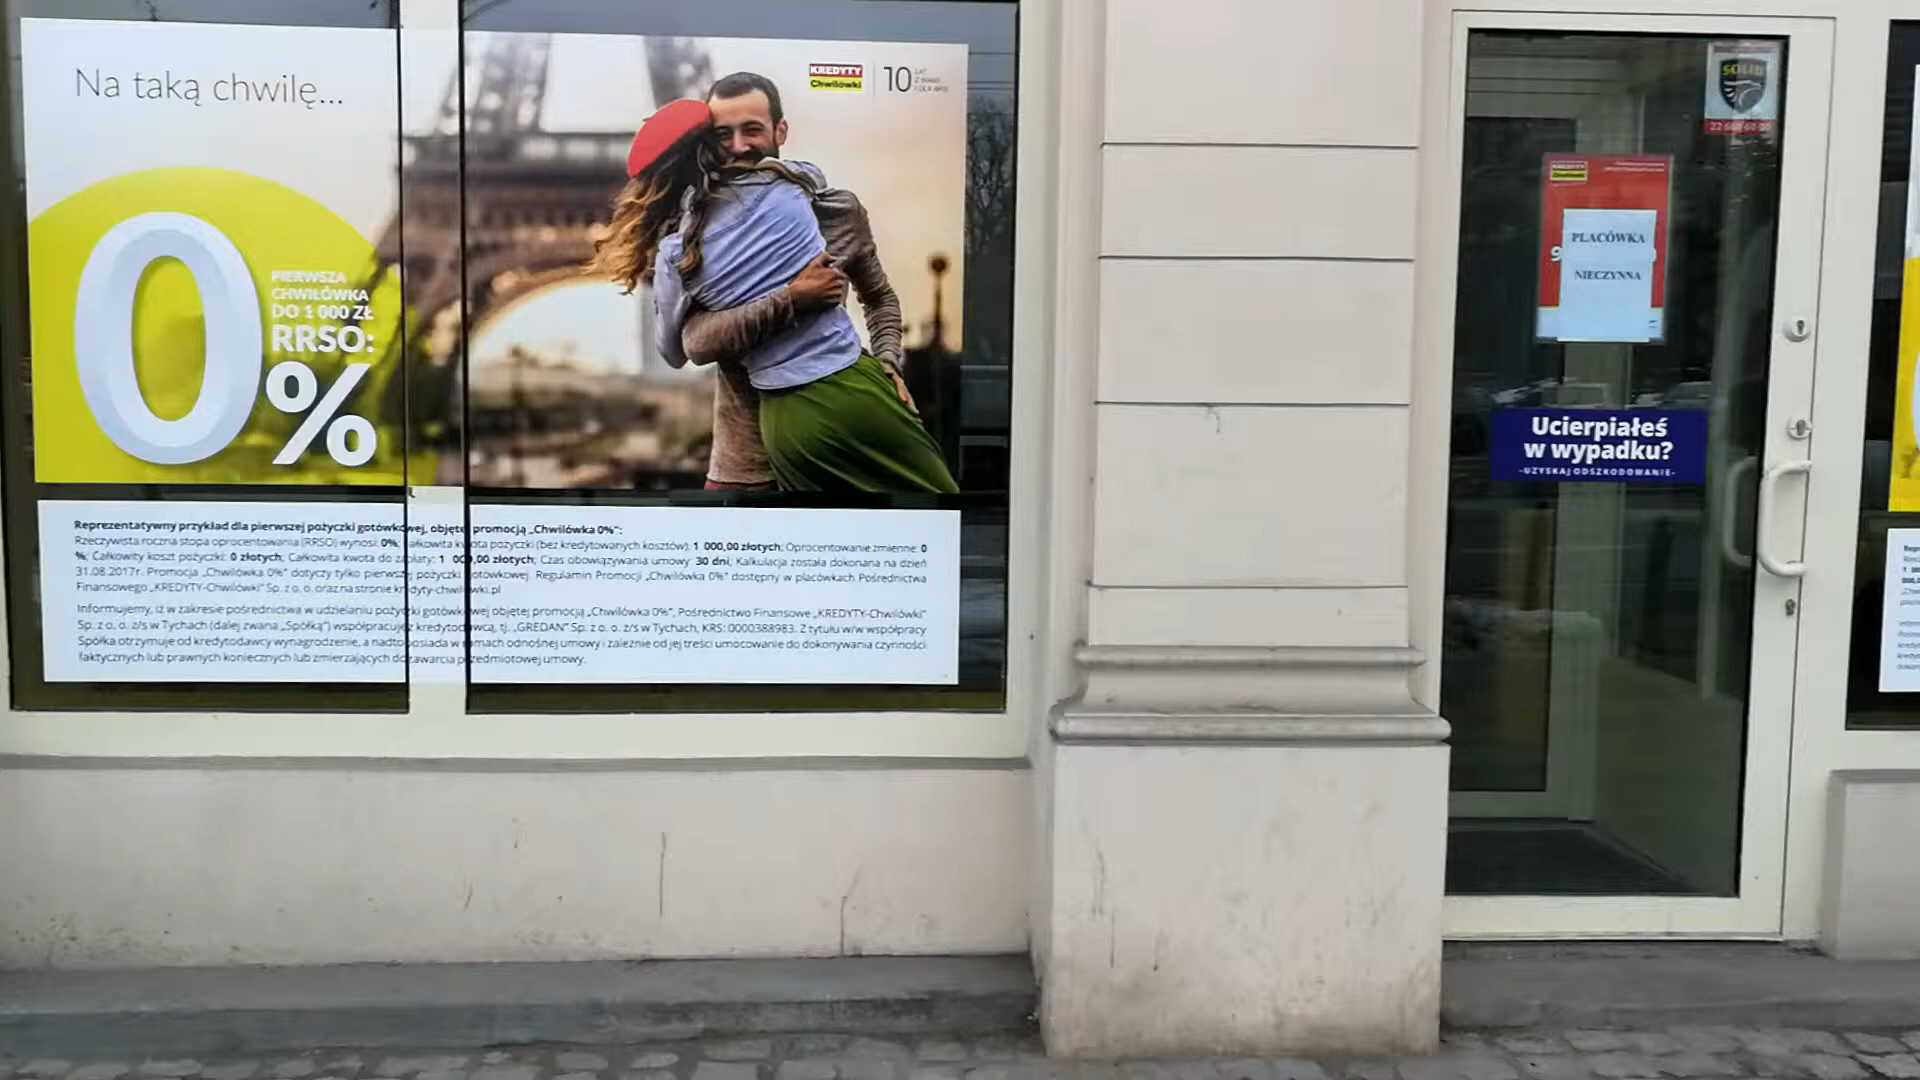 Na taką chwilę...
KREDYTY
Chwilówki
10
LAT
Z WAMI
I DLA WAS
0
PIERWSZA
CHWILÓWKA
DO 1 000 ZŁ
RRSO:
%
Reprezentatywny przykład dla pierwszej pożyczki gotówkowej, objętej promocją „Chwilówka 0%”:
Rzeczywista roczna stopa oprocentowania (RRSO) wynosi: 0%; Całkowita kwota pożyczki (bez kredytowanych kosztów): 1 000,00 złotych; Oprocentowanie zmienne: 0
%; Całkowity koszt pożyczki: 0 złotych; Całkowita kwota do zapłaty: 1 000,00 złotych; Czas obowiązywania umowy: 30 dni; Kalkulacja została dokonana na dzień
31.08.2017r. Promocja „Chwilówka 0%” dotyczy tylko pierwszej pożyczki gotówkowej. Regulamin Promocji „Chwilówka 0%” dostępny w placówkach Pośrednictwa
Finansowego „KREDYTY-Chwilówki” Sp. z o. o. oraz na stronie kredyty-chwilowki.pl
Informujemy, iż w zakresie pośrednictwa w udzielaniu pożyczki gotówkowej objętej promocją „Chwilówka 0%”, Pośrednictwo Finansowe „KREDYTY-Chwilówki”
Sp. z o. o. z/s w Tychach (dalej zwana „Spółką”) współpracuje z kredytodawcą, tj. „GREDAN” Sp. z o. o. z/s w Tychach, KRS: 0000388983. Z tytułu w/w współpracy
Spółka otrzymuje od kredytodawcy wynagrodzenie, a nadto posiada w ramach odnośnej umowy i zależnie od jej treści umocowanie do dokonywania czynności
faktycznych lub prawnych koniecznych lub zmierzających do zawarcia przedmiotowej umowy.
SOLID
KREDYTY
Chwilówki
PLACÓWKA
9
NIECZYNNA
Ucierpiałeś
w wypadku?
-UZYSKAJ ODSZKODOWANIE-